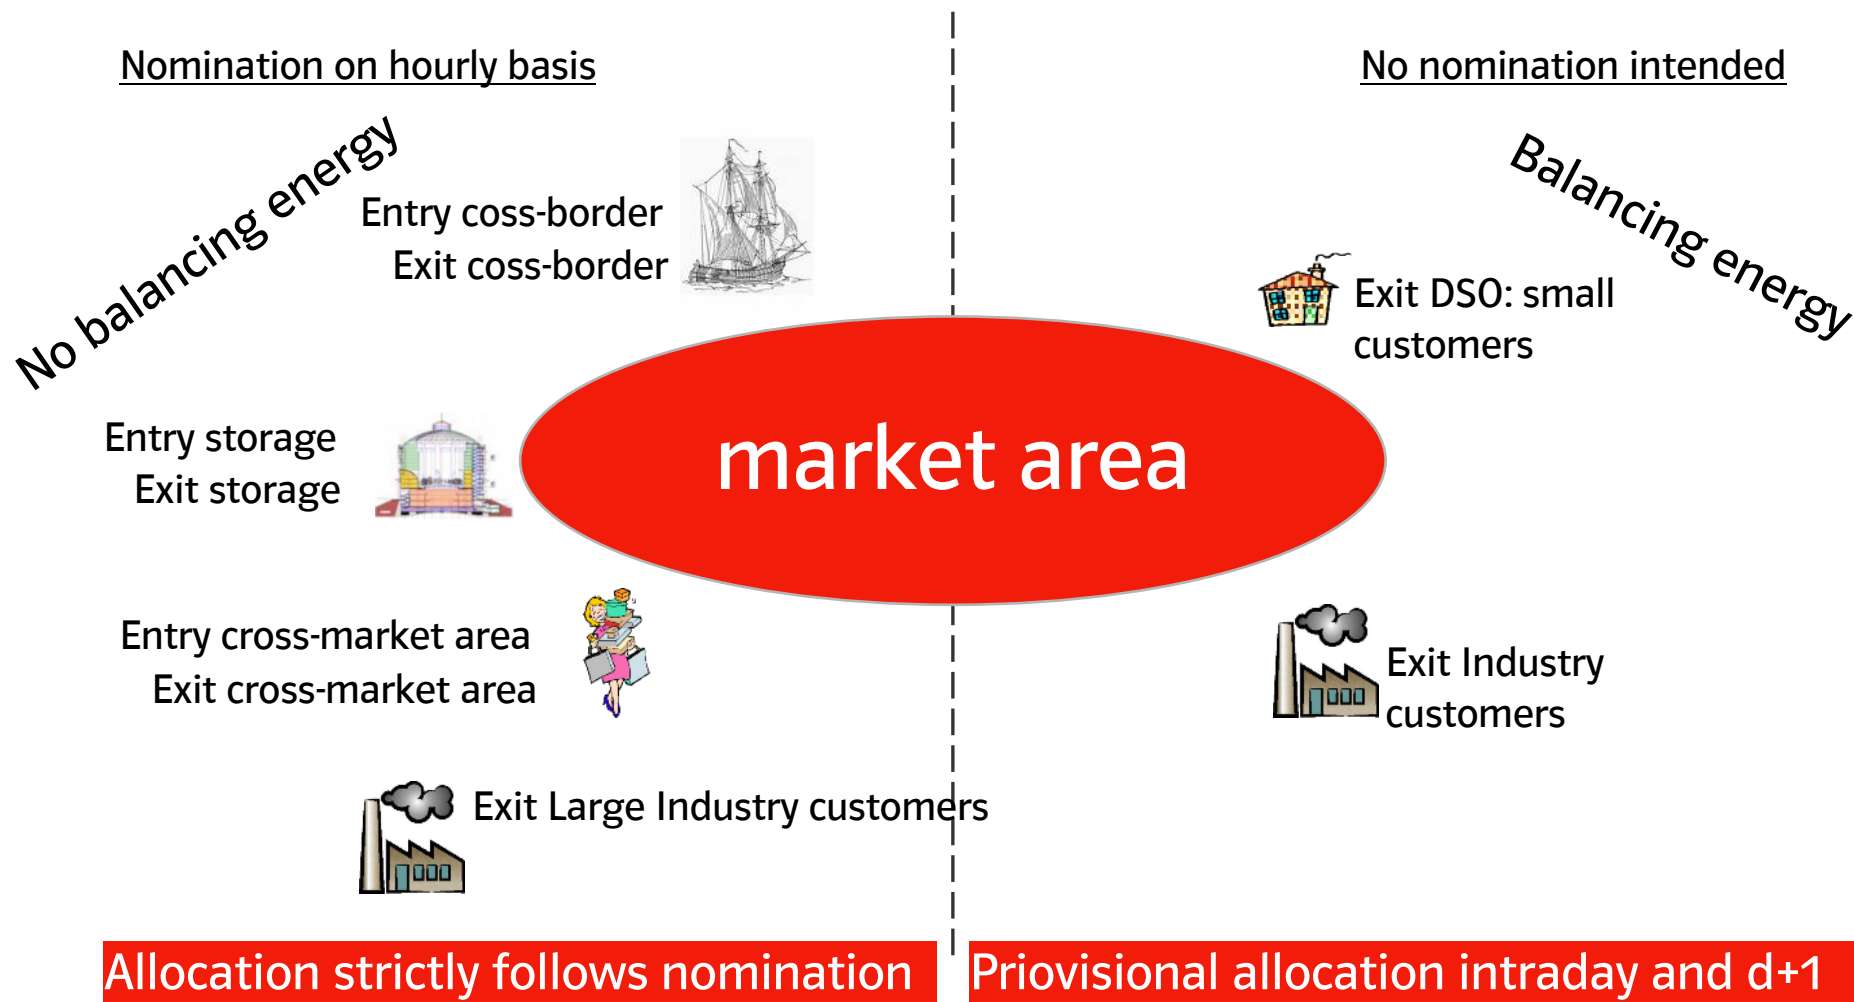 Nomination on hourly basis
No nomination intended
No balancing energy
Balancing energy
Entry coss-border
Exit coss-border
Exit DSO: small
customers
market area
Entry storage
Exit storage
Entry cross-market area
Exit cross-market area
Exit Industry
customers
Exit Large Industry customers
Allocation strictly follows nomination
Priovisional allocation intraday and d+1